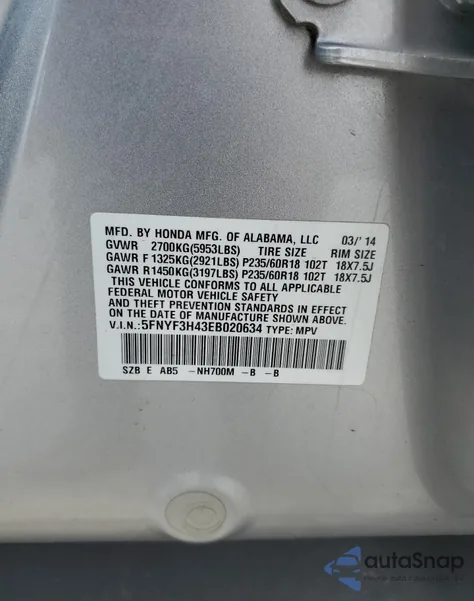 MFD. BY HONDA MFG. OF ALABAMA, LLC 03/'14
GVWR 2700KG(5953LBS) TIRE SIZE RIM SIZE
GAWR F 1325KG(2921LBS) P235/60R18 102T 18X7.5J
GAWR R1450KG(3197LBS) P235/60R18 102T 18X7.5J
THIS VEHICLE CONFORMS TO ALL APPLICABLE
FEDERAL MOTOR VEHICLE SAFETY
AND THEFT PREVENTION STANDARDS IN EFFECT
ON THE DATE OF MANUFACTURE SHOWN ABOVE.
V.I.N.:5FNYF3H43EB020634 TYPE: MPV
SZB E AB5 -NH700M -B -B
autoSnap